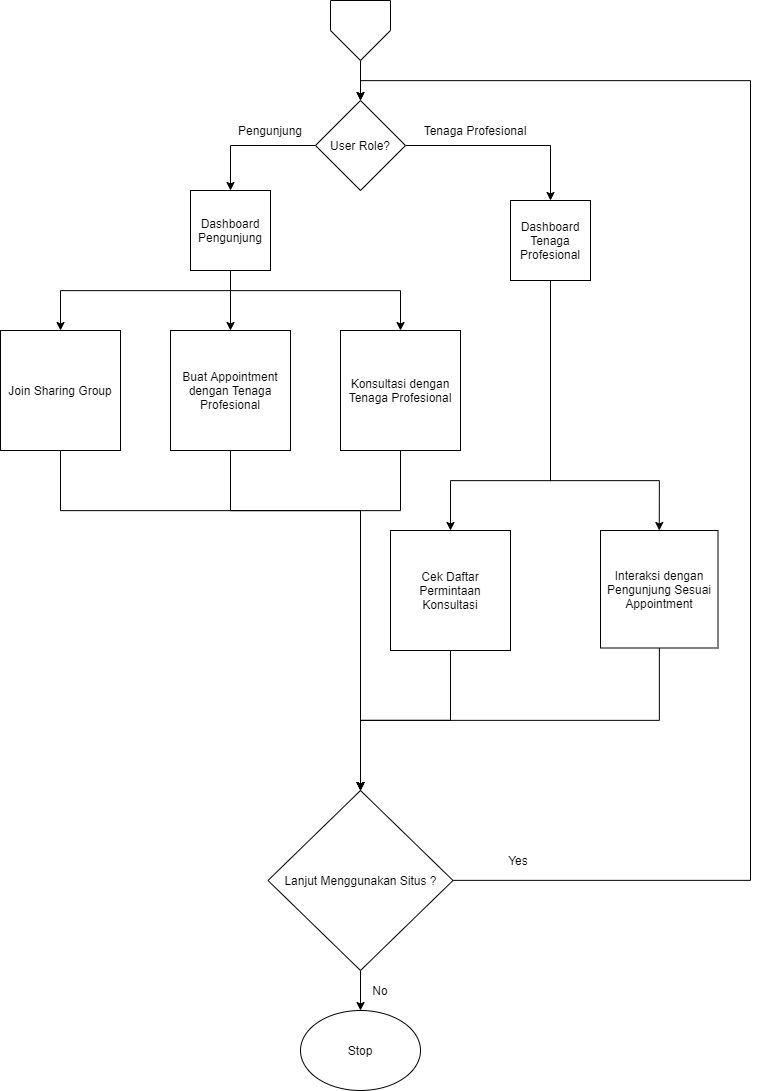 Pengunjung
Tenaga Profesional
User Role?
Dashboard
Pengunjung
Dashboard
Tenaga
Profesional
Join Sharing Group
Buat Appointment
dengan Tenaga
Profesional
Konsultasi dengan
Tenaga Profesional
Cek Daftar
Permintaan
Konsultasi
Interaksi dengan
Pengunjung Sesuai
Appointment
Lanjut Menggunakan Situs ?
Yes
No
Stop